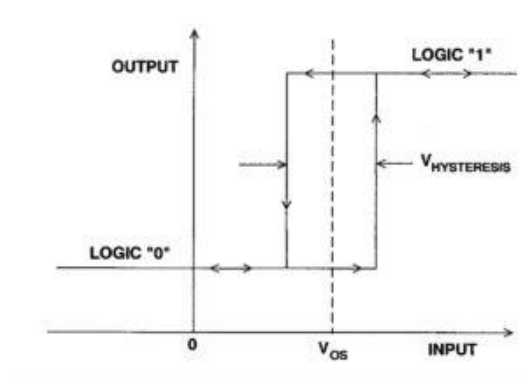 LOGIC "1"
OUTPUT
VHYSTERESIS
LOGIC "0"
0
VOS
INPUT